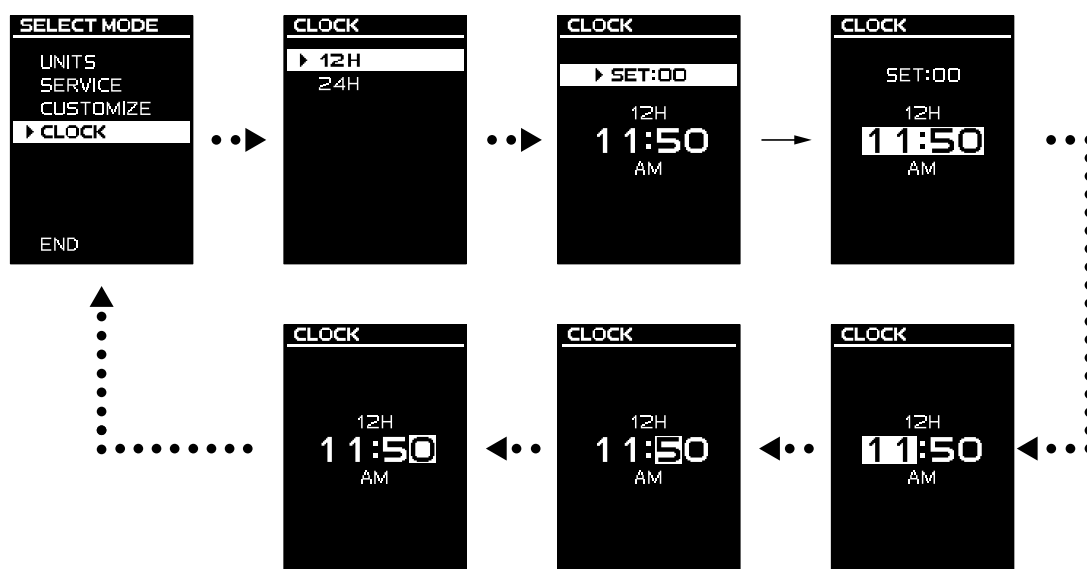 SELECT MODE
UNITS
SERVICE
CUSTOMIZE
CLOCK
END
CLOCK
12H
24H
CLOCK
SET:00
12H
11:50
AM
CLOCK
SET:00
12H
11:50
AM
CLOCK
12H
11:50
AM
CLOCK
12H
11:50
AM
CLOCK
12H
11:50
AM